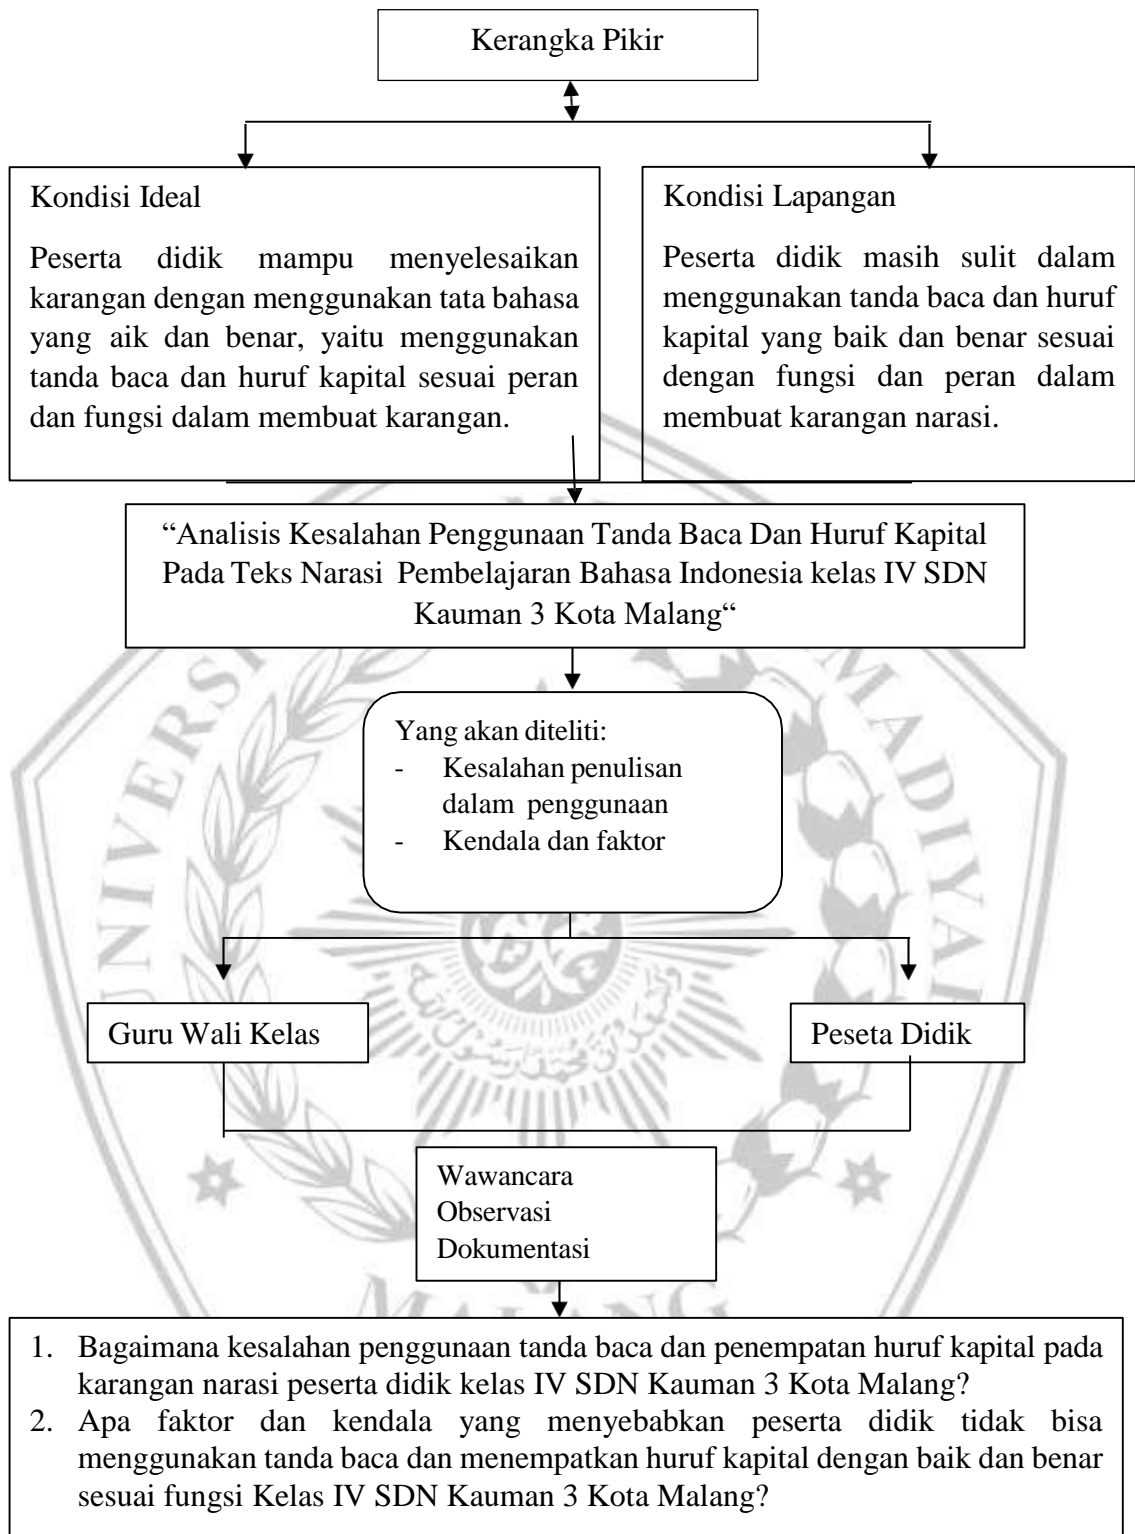 Kerangka Pikir
Kondisi Ideal
Peserta didik mampu menyelesaikan
karangan dengan menggunakan tata bahasa
yang aik dan benar, yaitu menggunakan
tanda baca dan huruf kapital sesuai peran
dan fungsi dalam membuat karangan.
Kondisi Lapangan
Peserta didik masih sulit dalam
menggunakan tanda baca dan huruf
kapital yang baik dan benar sesuai
dengan fungsi dan peran dalam
membuat karangan narasi.
“Analisis Kesalahan Penggunaan Tanda Baca Dan Huruf Kapital
Pada Teks Narasi Pembelajaran Bahasa Indonesia kelas IV SDN
Kauman 3 Kota Malang“
Yang akan diteliti:
- Kesalahan penulisan
dalam penggunaan
- Kendala dan faktor
Guru Wali Kelas
Peseta Didik
Wawancara
Observasi
Dokumentasi
MALANG
1. Bagaimana kesalahan penggunaan tanda baca dan penempatan huruf kapital pada
karangan narasi peserta didik kelas IV SDN Kauman 3 Kota Malang?
2. Apa faktor dan kendala yang menyebabkan peserta didik tidak bisa
menggunakan tanda baca dan menempatkan huruf kapital dengan baik dan benar
sesuai fungsi Kelas IV SDN Kauman 3 Kota Malang?